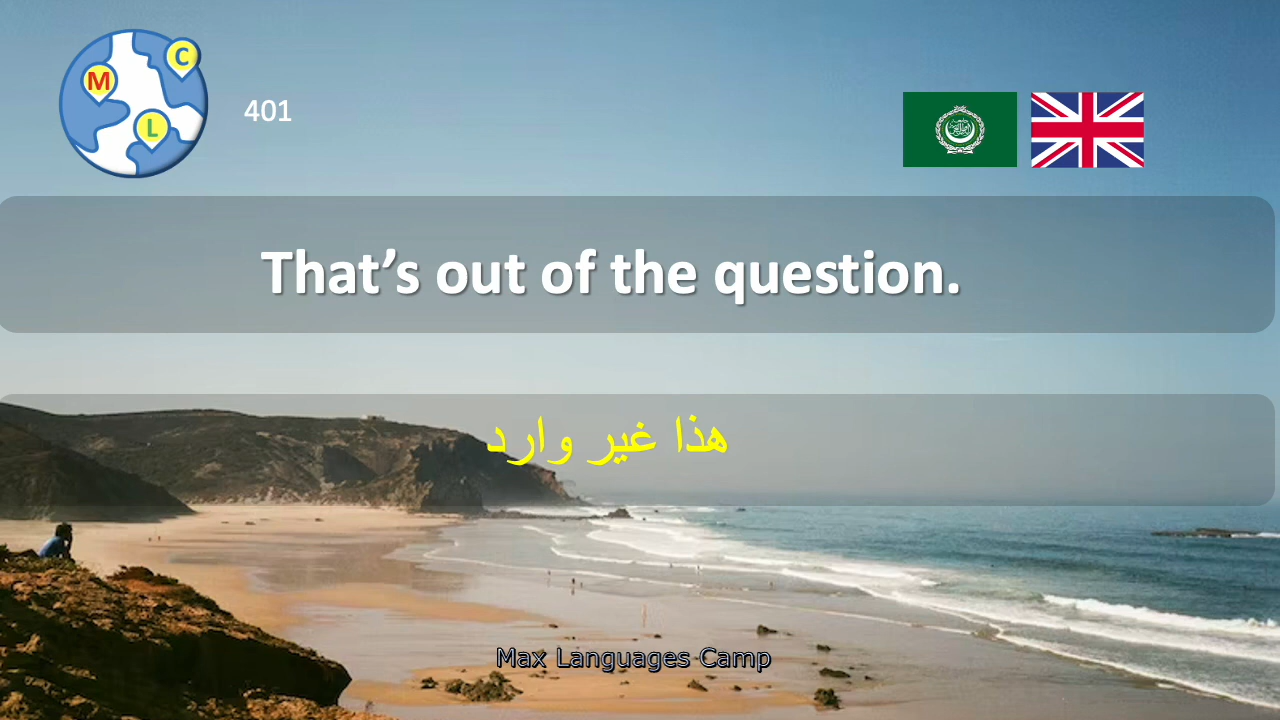 M
C
L
401
That’s out of the question.
هذا غير وارد
Max Languages Camp